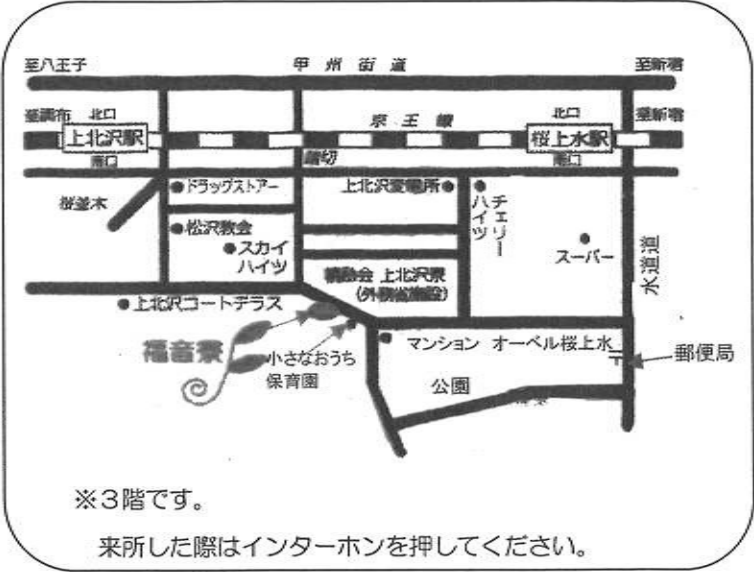 至八王子
甲州街道
至新宿
至調布
北口
京王線
北口
至新宿
上北沢駅
桜上水駅
南口
踏切
南口
ドラッグストアー
上北沢変電所
桜並木
チェリー
ハイツ
松沢教会
スカイ
ハイツ
スーパー
水道道
上北沢寮
(外務省施設)
上北沢コートテラス
福音寮
小さなおうち
保育園
マンション オーベル桜上水
〒
郵便局
公園
※3階です。
来所した際はインターホンを押してください。